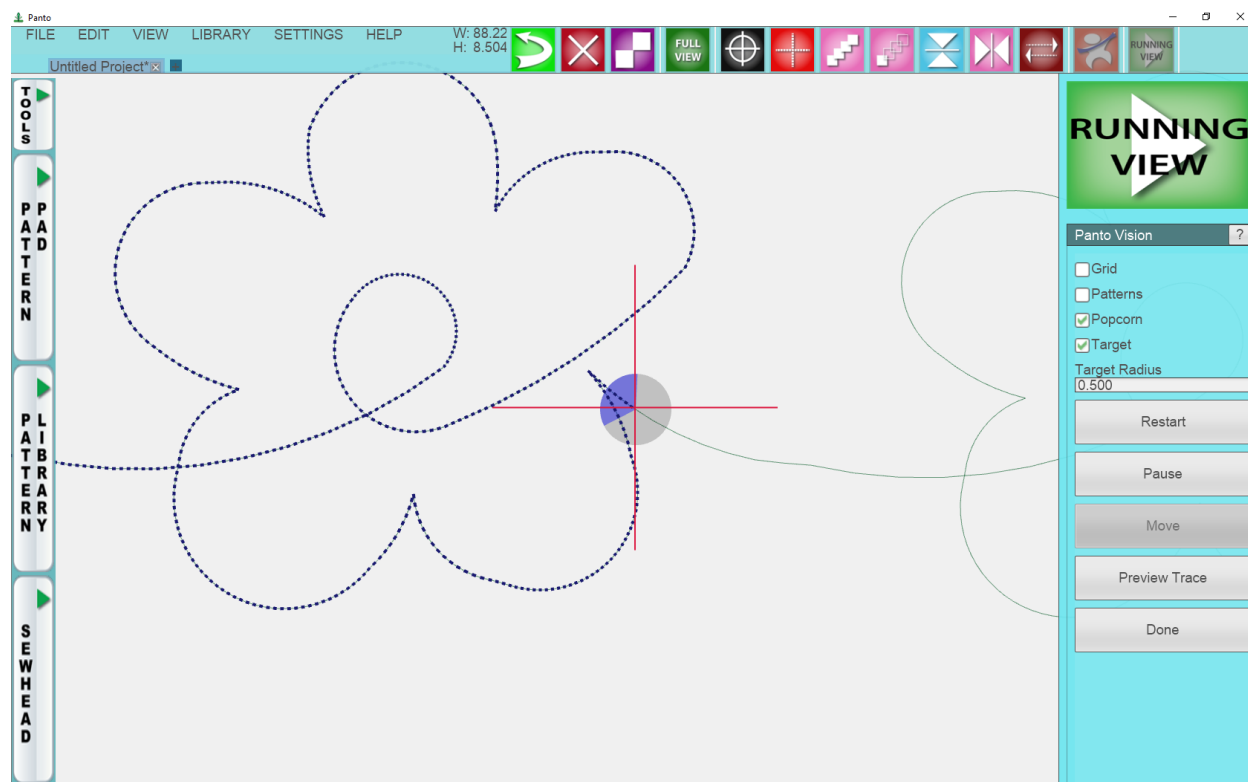 Panto
FILE EDIT VIEW LIBRARY SETTINGS HELP
W: 88.22
H: 8.504
FULL
VIEW
RUNNING
VIEW
Untitled Project*
TOOLS
PATTERN PAD
PATTERN LIBRARY
SEWHEAD
RUNNING
VIEW
Panto Vision ?
Grid
Patterns
Popcorn
Target
Target Radius
0.500
Restart
Pause
Move
Preview Trace
Done